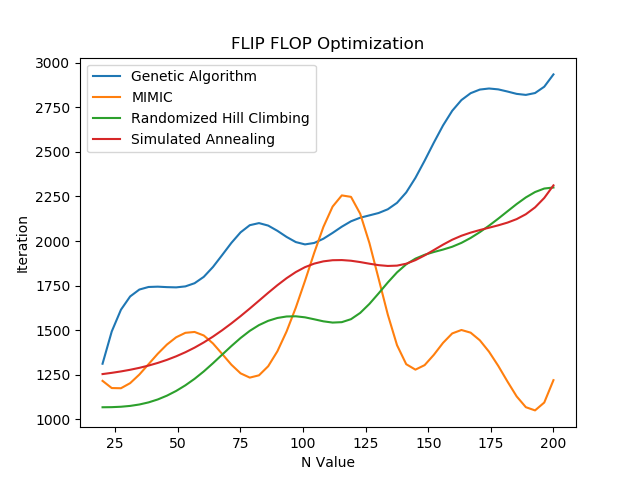 FLIP FLOP Optimization
Genetic Algorithm
MIMIC
Randomized Hill Climbing
Simulated Annealing
3000
2750
2500
2250
2000
1750
1500
1250
1000
Iteration
25 50 75 100 125 150 175 200
N Value